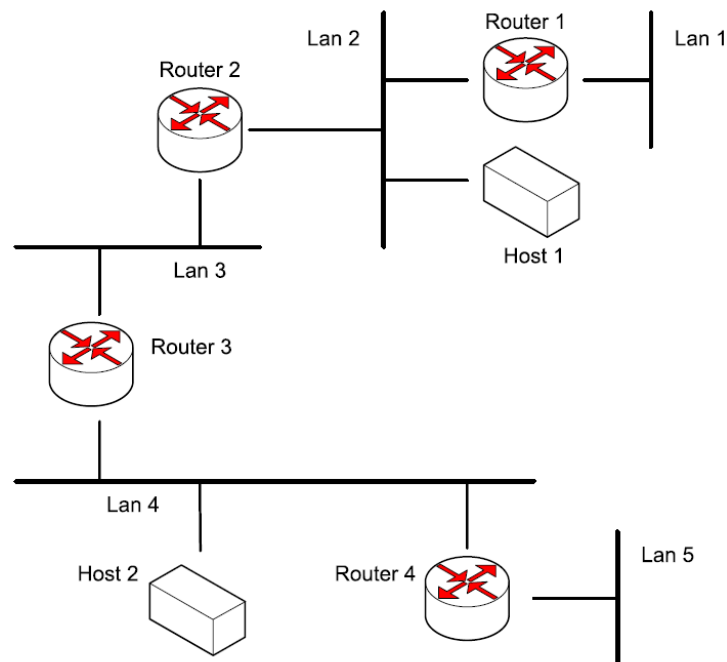 Router 1
Lan 2
Lan 1
Router 2
Host 1
Lan 3
Router 3
Lan 4
Host 2
Router 4
Lan 5